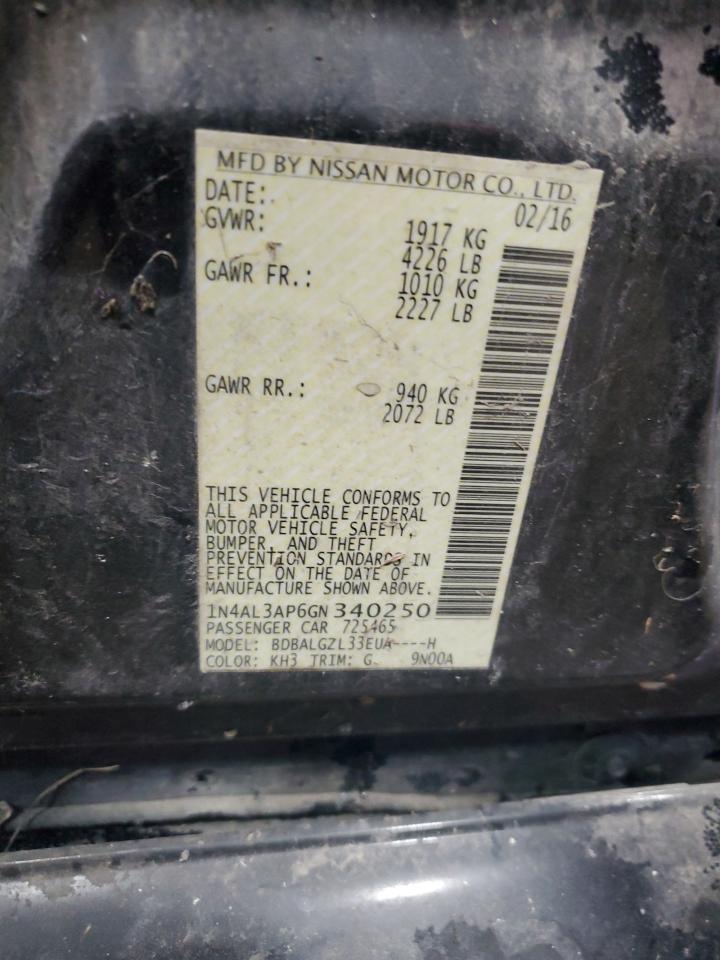 MFD BY NISSAN MOTOR CO., LTD.
DATE: 02/16
GVWR: 1917 KG
4226 LB
GAWR FR.: 1010 KG
2227 LB
GAWR RR.: 940 KG
2072 LB
THIS VEHICLE CONFORMS TO
ALL APPLICABLE FEDERAL
MOTOR VEHICLE SAFETY,
BUMPER, AND THEFT
PREVENTION STANDARDS IN
EFFECT ON THE DATE OF
MANUFACTURE SHOWN ABOVE.
1N4AL3AP6GN340250
PASSENGER CAR 725465
MODEL: BDBALGZL33EUA----H
COLOR: KH3 TRIM: G 9N00A